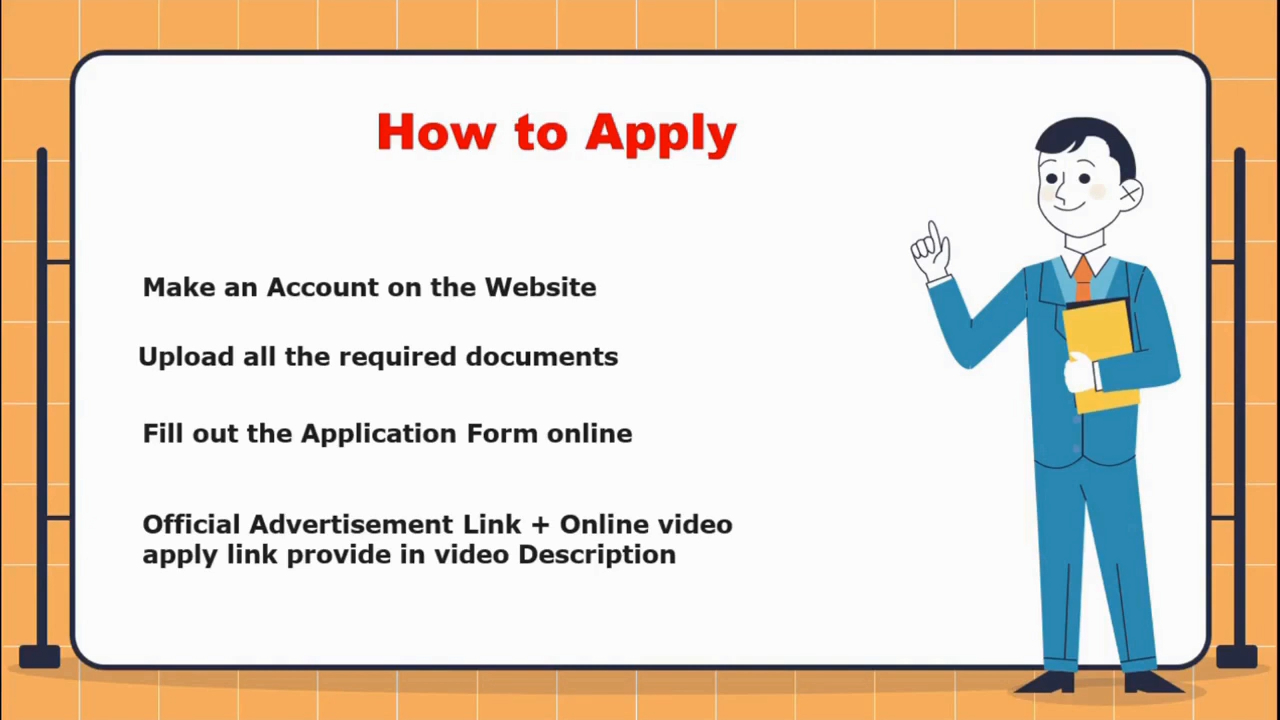 How to Apply
Make an Account on the Website
Upload all the required documents
Fill out the Application Form online
Official Advertisement Link + Online video
apply link provide in video Description